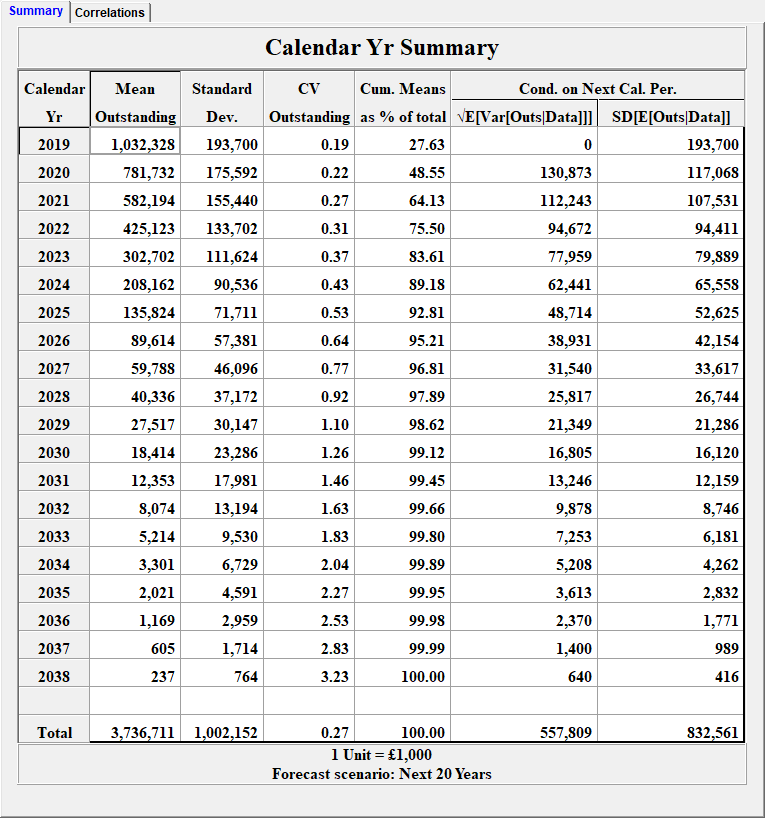 Summary Correlations
Calendar Yr Summary
Calendar Mean Standard CV Cum. Means Cond. on Next Cal. Per.
Yr Outstanding Dev. Outstanding as % of total √E[Var[Outs|Data]]] SD[E[Outs|Data]]
2019 1,032,328 193,700 0.19 27.63 0 193,700
2020 781,732 175,592 0.22 48.55 130,873 117,068
2021 582,194 155,440 0.27 64.13 112,243 107,531
2022 425,123 133,702 0.31 75.50 94,672 94,411
2023 302,702 111,624 0.37 83.61 77,959 79,889
2024 208,162 90,536 0.43 89.18 62,441 65,558
2025 135,824 71,711 0.53 92.81 48,714 52,625
2026 89,614 57,381 0.64 95.21 38,931 42,154
2027 59,788 46,096 0.77 96.81 31,540 33,617
2028 40,336 37,172 0.92 97.89 25,817 26,744
2029 27,517 30,147 1.10 98.62 21,349 21,286
2030 18,414 23,286 1.26 99.12 16,805 16,120
2031 12,353 17,981 1.46 99.45 13,246 12,159
2032 8,074 13,194 1.63 99.66 9,878 8,746
2033 5,214 9,530 1.83 99.80 7,253 6,181
2034 3,301 6,729 2.04 99.89 5,208 4,262
2035 2,021 4,591 2.27 99.95 3,613 2,832
2036 1,169 2,959 2.53 99.98 2,370 1,771
2037 605 1,714 2.83 99.99 1,400 989
2038 237 764 3.23 100.00 640 416
Total 3,736,711 1,002,152 0.27 100.00 557,809 832,561
1 Unit = £1,000
Forecast scenario: Next 20 Years